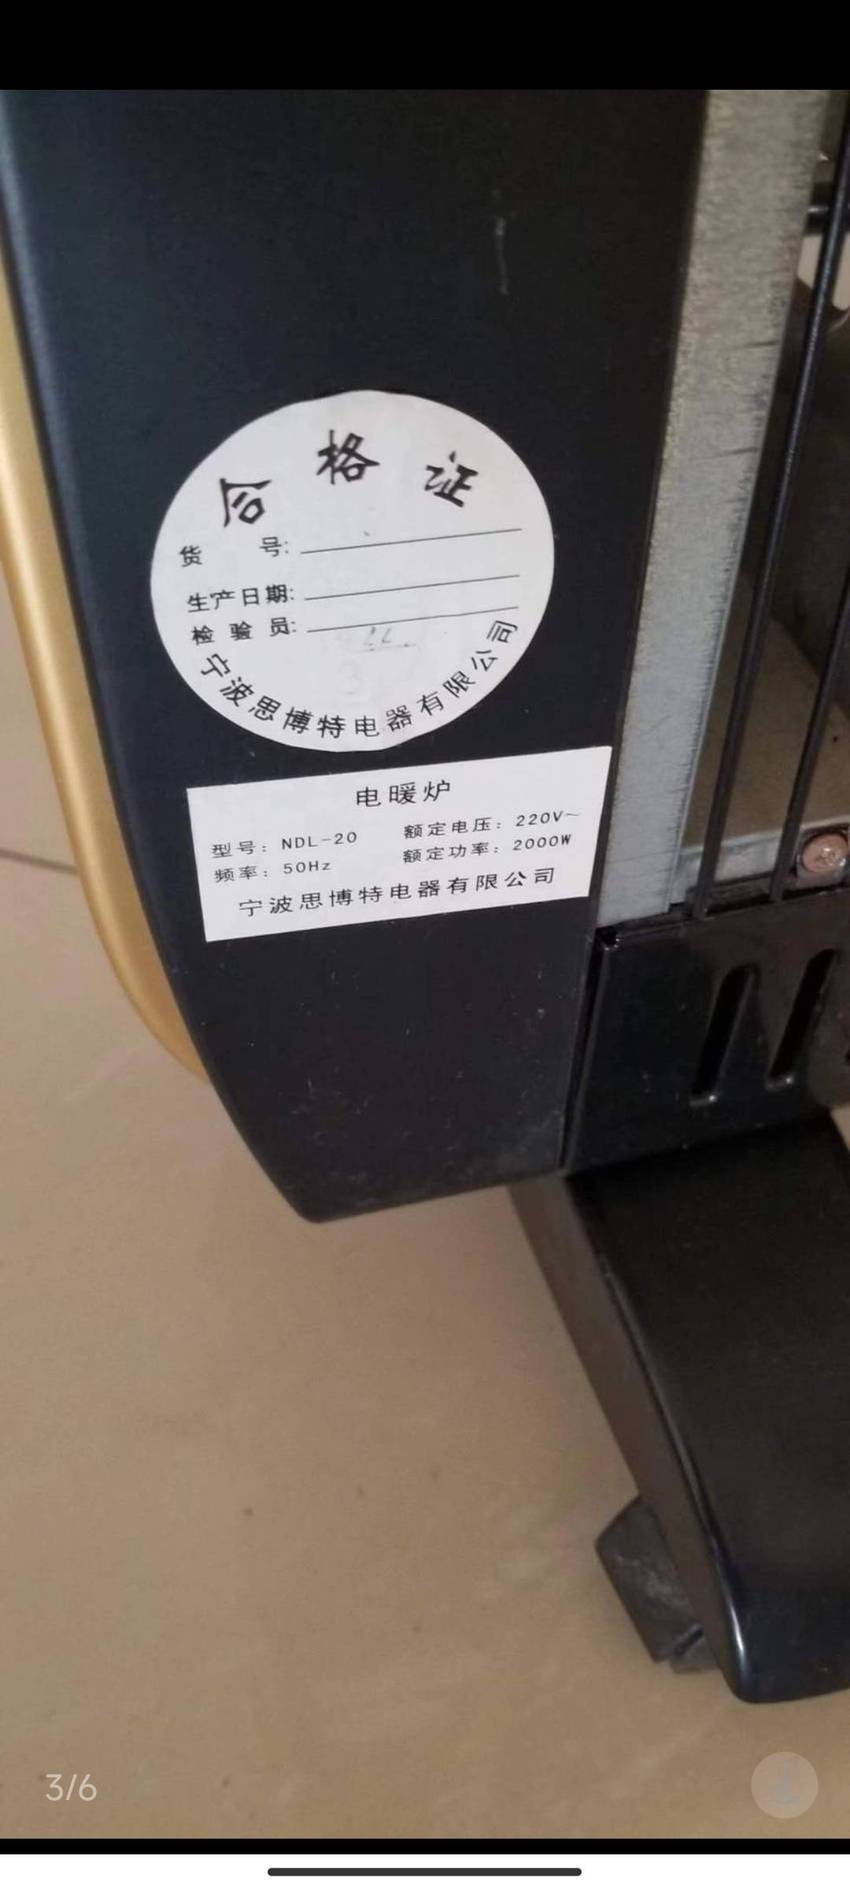 合格证
货 号:
生产日期:
检 验 员:
宁波思博特电器有限公司
电暖炉
型号: NDL-20 额定电压: 220V~
频率: 50Hz 额定功率: 2000W
宁波思博特电器有限公司
3/6